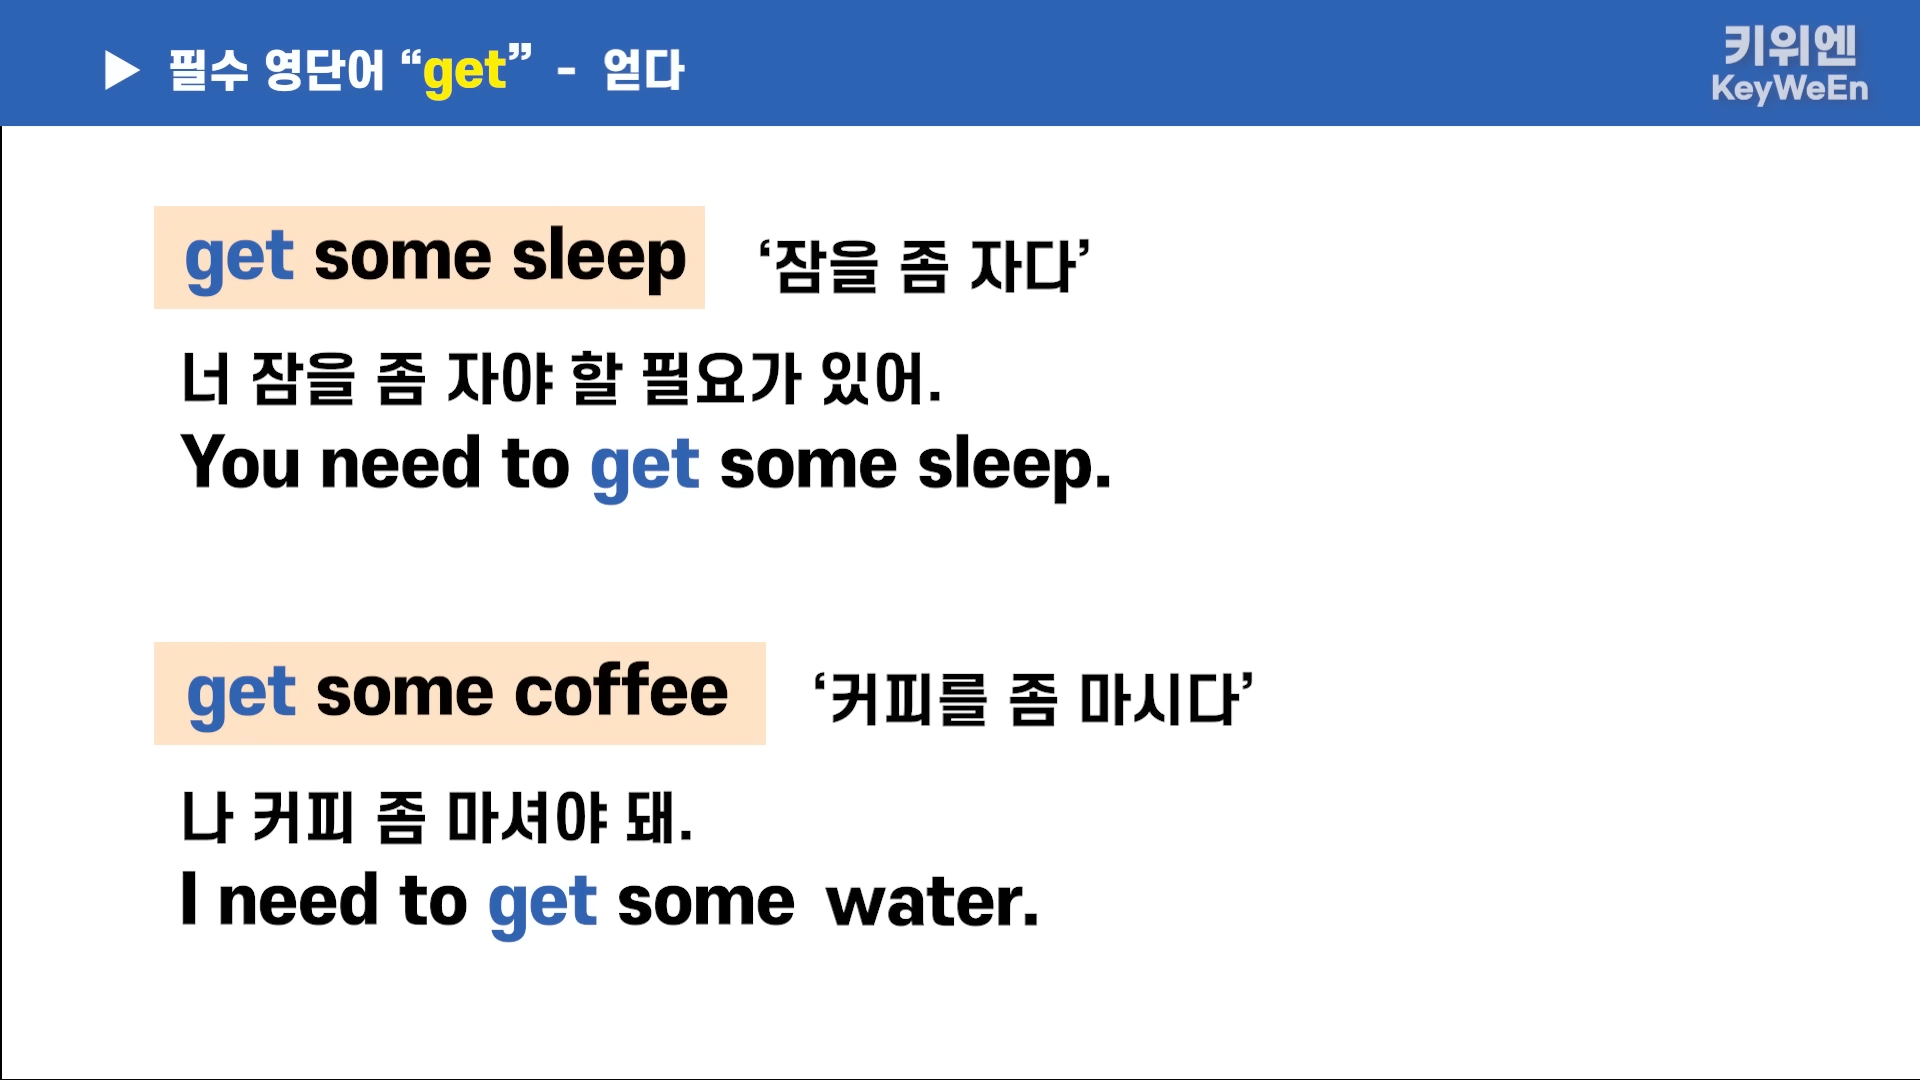 ▶ 필수 영단어 “get” - 얻다
키위엔
KeyWeEn
get some sleep ‘잠을 좀 자다’
너 잠을 좀 자야 할 필요가 있어.
You need to get some sleep.
get some coffee ‘커피를 좀 마시다’
나 커피 좀 마셔야 돼.
I need to get some water.